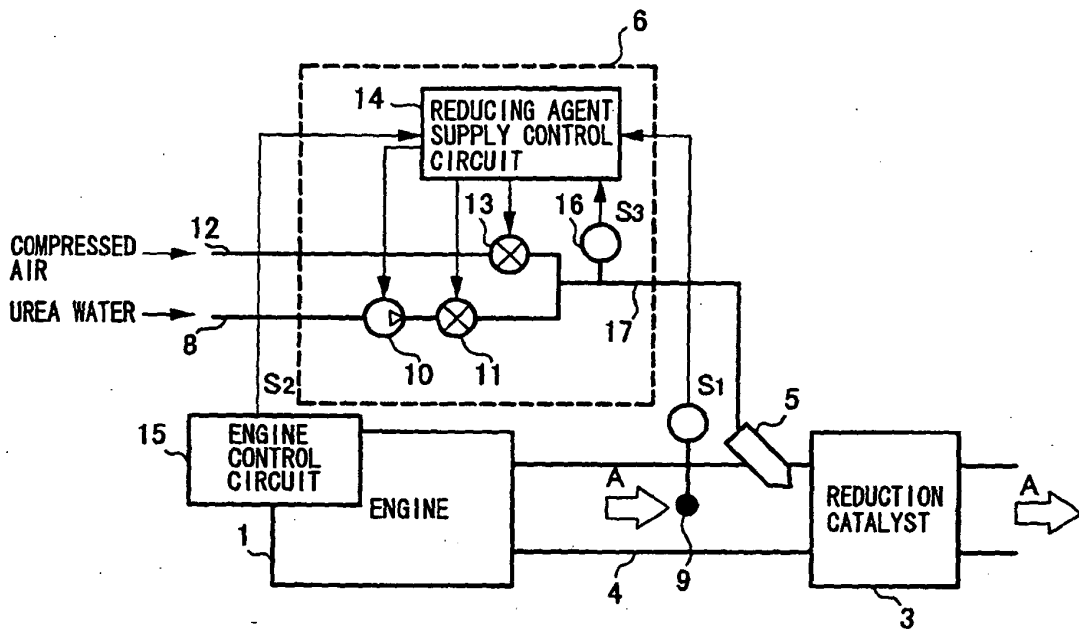 6
14
REDUCING AGENT
SUPPLY CONTROL
CIRCUIT
13
16
S3
COMPRESSED
AIR
12
UREA WATER
8
10
11
17
S2
S1
5
15
ENGINE
CONTROL
CIRCUIT
ENGINE
A
REDUCTION
CATALYST
A
1
4
9
3